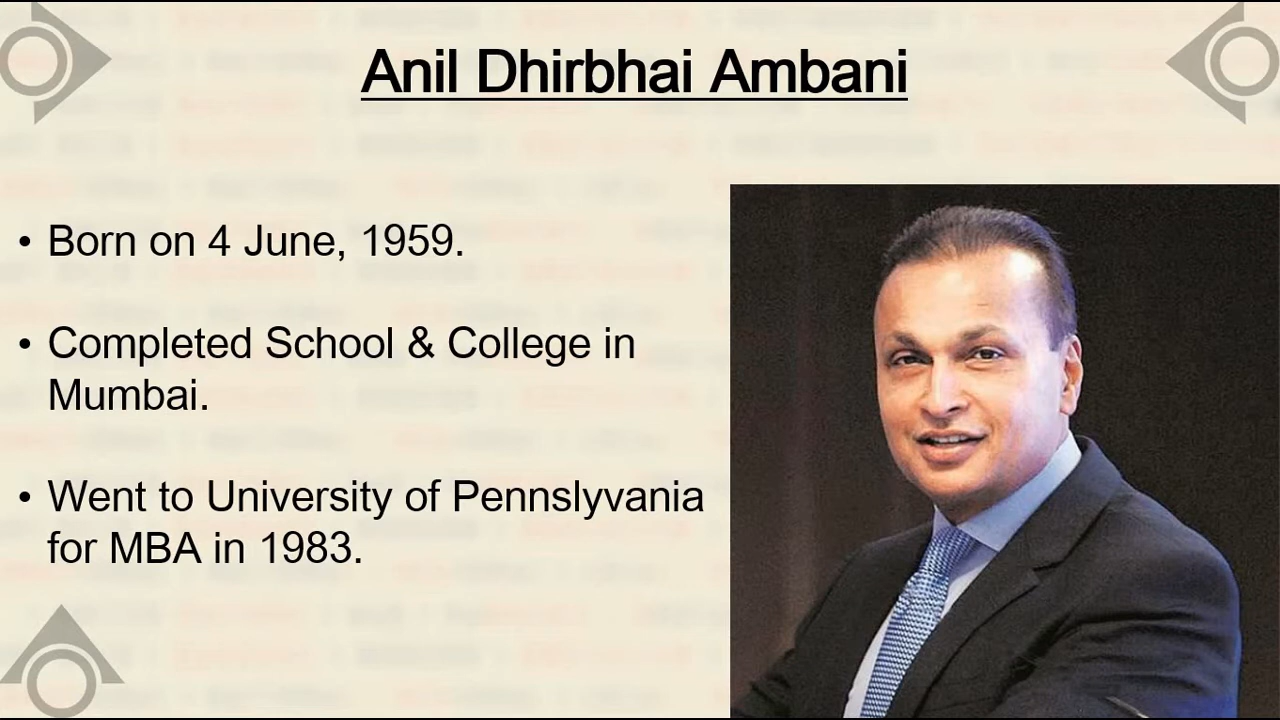 Anil Dhirbhai Ambani
• Born on 4 June, 1959.
• Completed School & College in
Mumbai.
• Went to University of Pennslyvania
for MBA in 1983.